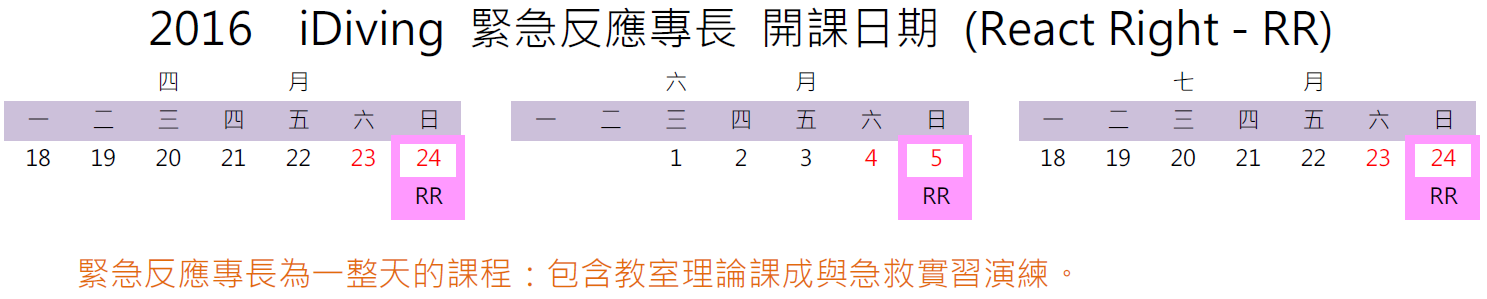 2016 iDiving 緊急反應專長 開課日期 (React Right - RR)
四 月 六 月 七 月
一 二 三 四 五 六 日 一 二 三 四 五 六 日 一 二 三 四 五 六 日
18 19 20 21 22 23 24 1 2 3 4 5 18 19 20 21 22 23 24
RR RR RR
緊急反應專長為一整天的課程：包含教室理論課成與急救實習演練。